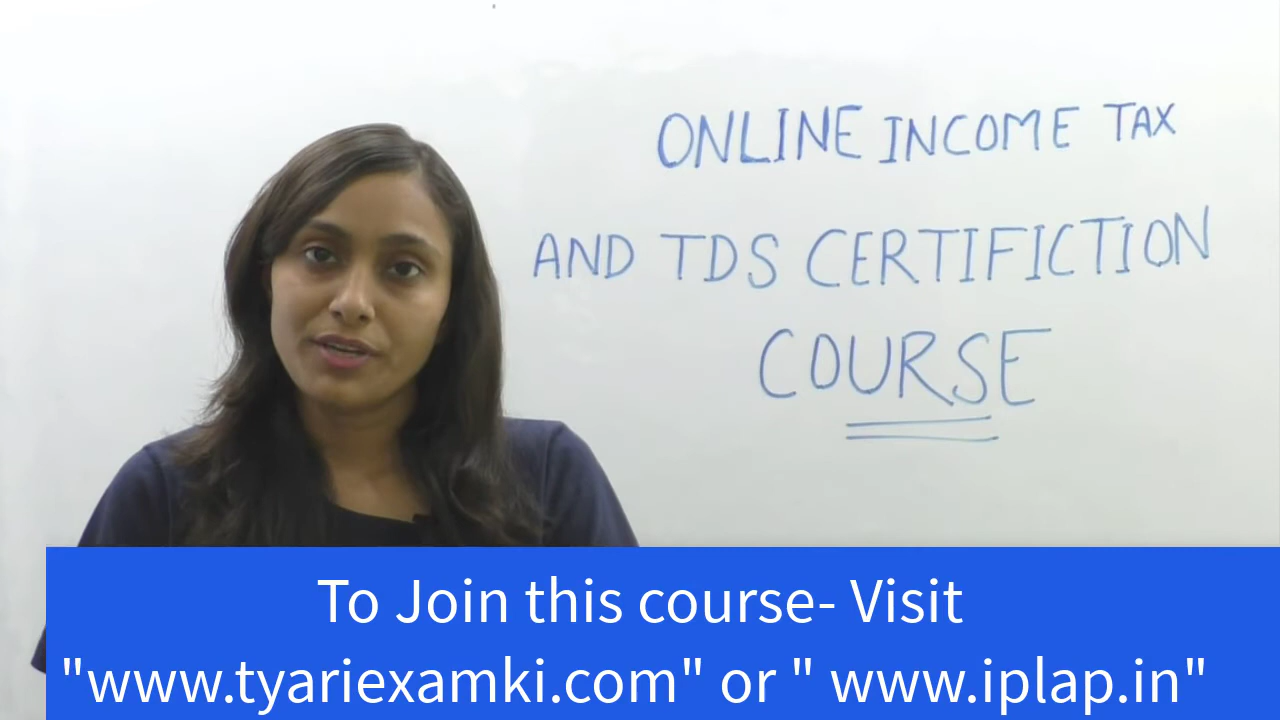 ONLINE INCOME TAX
AND TDS CERTIFICTION
COURSE
To Join this course- Visit
"www.tyariexamki.com" or " www.iplap.in"